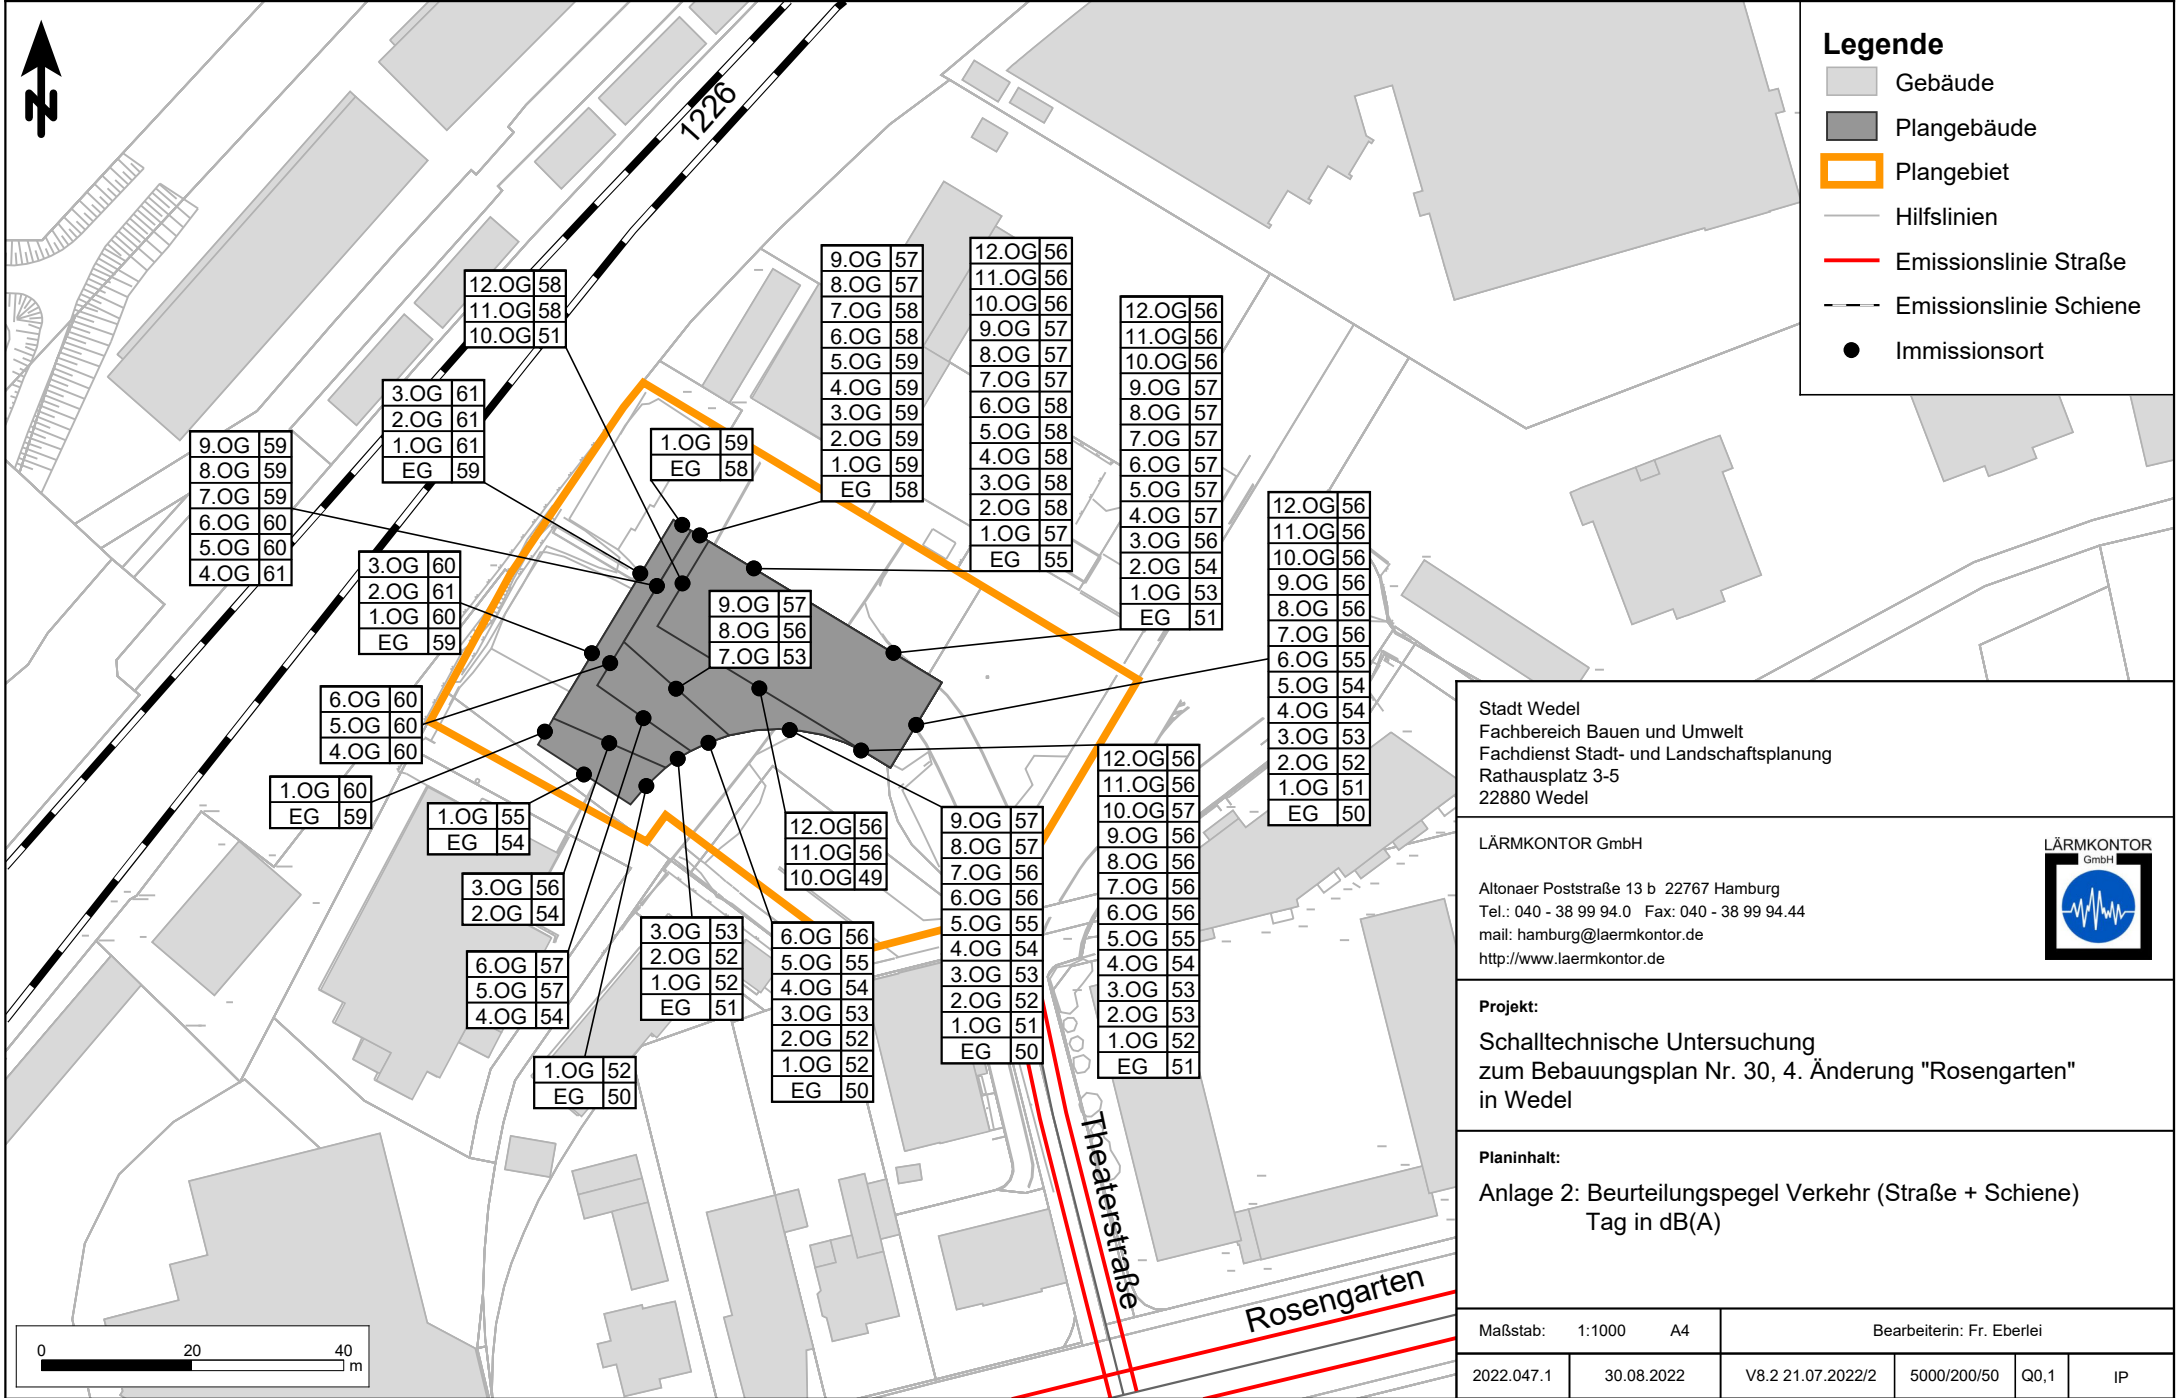 N
1226
Legende
Gebäude
Plangebäude
Plangebiet
Hilfslinien
Emissionslinie Straße
Emissionslinie Schiene
Immissionsort
12.OG 58
11.OG 58
10.OG 51
9.OG 57
8.OG 57
7.OG 58
6.OG 58
5.OG 59
4.OG 59
3.OG 59
2.OG 59
1.OG 59
EG 58
12.OG 56
11.OG 56
10.OG 56
9.OG 57
8.OG 57
7.OG 57
6.OG 58
5.OG 58
4.OG 58
3.OG 58
2.OG 58
1.OG 57
EG 55
12.OG 56
11.OG 56
10.OG 56
9.OG 57
8.OG 57
7.OG 57
6.OG 57
5.OG 57
4.OG 57
3.OG 56
2.OG 54
1.OG 53
EG 51
3.OG 61
2.OG 61
1.OG 61
EG 59
1.OG 59
EG 58
9.OG 59
8.OG 59
7.OG 59
6.OG 60
5.OG 60
4.OG 61
12.OG 56
11.OG 56
10.OG 56
9.OG 56
8.OG 56
7.OG 56
6.OG 55
5.OG 54
4.OG 54
3.OG 53
2.OG 52
1.OG 51
EG 50
3.OG 60
2.OG 61
1.OG 60
EG 59
9.OG 57
8.OG 56
7.OG 53
6.OG 60
5.OG 60
4.OG 60
1.OG 60
EG 59
1.OG 55
EG 54
12.OG 56
11.OG 56
10.OG 49
9.OG 57
8.OG 57
7.OG 56
6.OG 56
5.OG 55
4.OG 54
3.OG 53
2.OG 52
1.OG 51
EG 50
12.OG 56
11.OG 56
10.OG 57
9.OG 56
8.OG 56
7.OG 56
6.OG 56
5.OG 55
4.OG 54
3.OG 53
2.OG 53
1.OG 52
EG 51
3.OG 56
2.OG 54
6.OG 57
5.OG 57
4.OG 54
3.OG 53
2.OG 52
1.OG 52
EG 51
6.OG 56
5.OG 55
4.OG 54
3.OG 53
2.OG 52
1.OG 52
EG 50
1.OG 52
EG 50
Theaterstraße
Rosengarten
0 20 40 m
Stadt Wedel
Fachbereich Bauen und Umwelt
Fachdienst Stadt- und Landschaftsplanung
Rathausplatz 3-5
22880 Wedel
LÄRMKONTOR GmbH
Altonaer Poststraße 13 b 22767 Hamburg
Tel.: 040 - 38 99 94.0 Fax: 040 - 38 99 94.44
mail: hamburg@laermkontor.de
http://www.laermkontor.de
LÄRMKONTOR
GmbH
Projekt:
Schalltechnische Untersuchung
zum Bebauungsplan Nr. 30, 4. Änderung "Rosengarten"
in Wedel
Planinhalt:
Anlage 2: Beurteilungspegel Verkehr (Straße + Schiene)
Tag in dB(A)
Maßstab: 1:1000 A4 Bearbeiterin: Fr. Eberlei
2022.047.1 30.08.2022 V8.2 21.07.2022/2 5000/200/50 Q0,1 IP